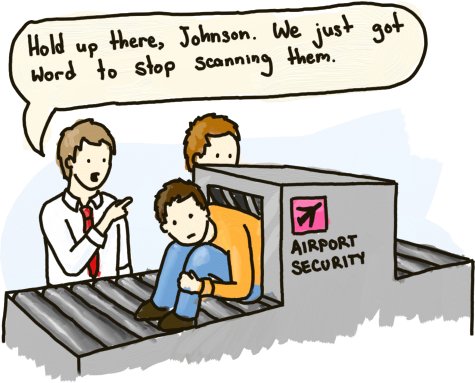 Hold up there, Johnson. We just got
word to stop scanning them.
AIRPORT
SECURITY